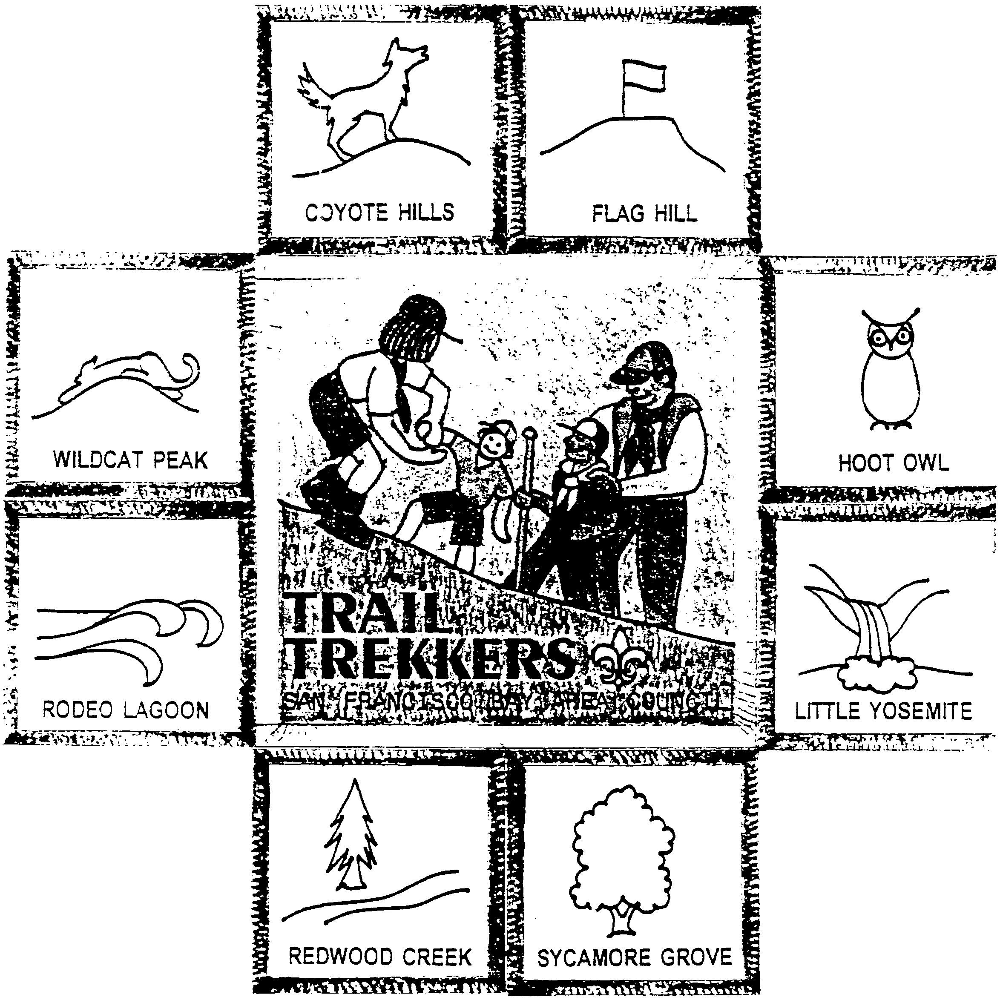 COYOTE HILLS
FLAG HILL
WILDCAT PEAK
HOOT OWL
TRAIL
TREKKERS
SAN FRANCISCO BAY AREA COUNCIL
RODEO LAGOON
LITTLE YOSEMITE
REDWOOD CREEK
SYCAMORE GROVE